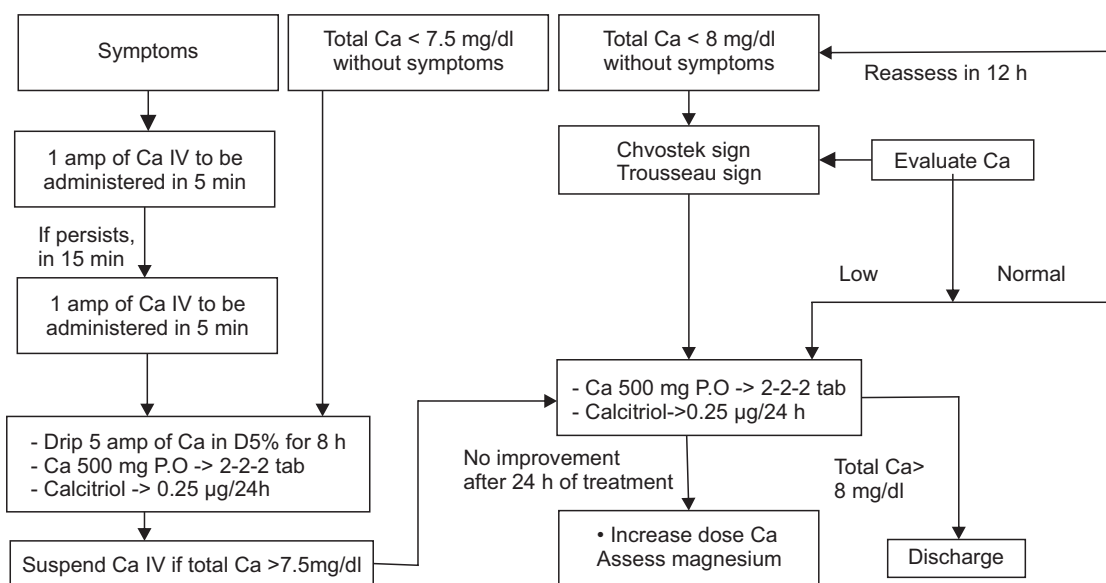 Symptoms
Total Ca < 7.5 mg/dl
without symptoms
Total Ca < 8 mg/dl
without symptoms
Reassess in 12 h
1 amp of Ca IV to be
administered in 5 min
Chvostek sign
Trousseau sign
Evaluate Ca
If persists,
in 15 min
Low
Normal
1 amp of Ca IV to be
administered in 5 min
- Ca 500 mg P.O -> 2-2-2 tab
- Calcitriol->0.25 µg/24 h
- Drip 5 amp of Ca in D5% for 8 h
- Ca 500 mg P.O -> 2-2-2 tab
- Calcitriol -> 0.25 µg/24h
No improvement
after 24 h of treatment
Total Ca>
8 mg/dl
Suspend Ca IV if total Ca >7.5mg/dl
• Increase dose Ca
Assess magnesium
Discharge